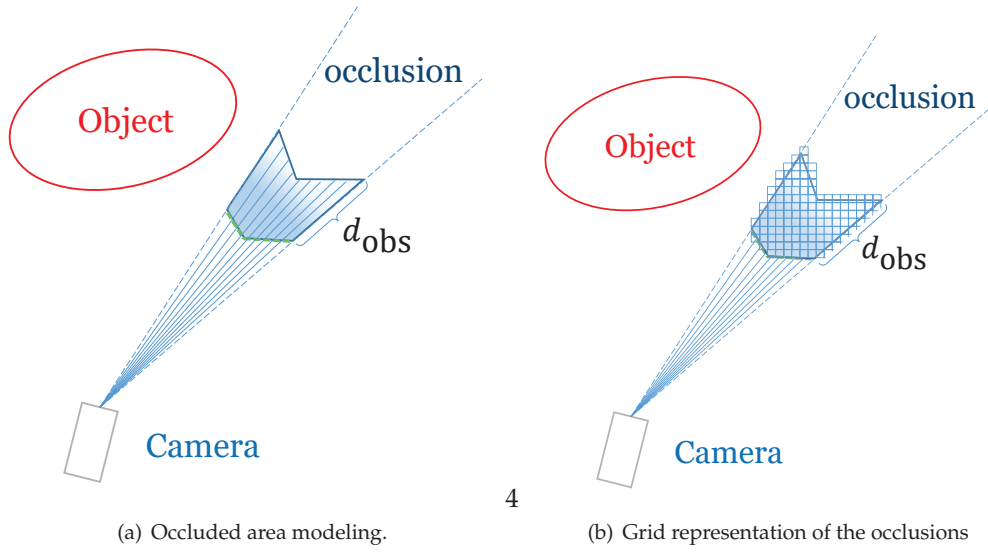 occlusion
Object
d_obs
Camera
occlusion
Object
d_obs
Camera
4
(a) Occluded area modeling.
(b) Grid representation of the occlusions